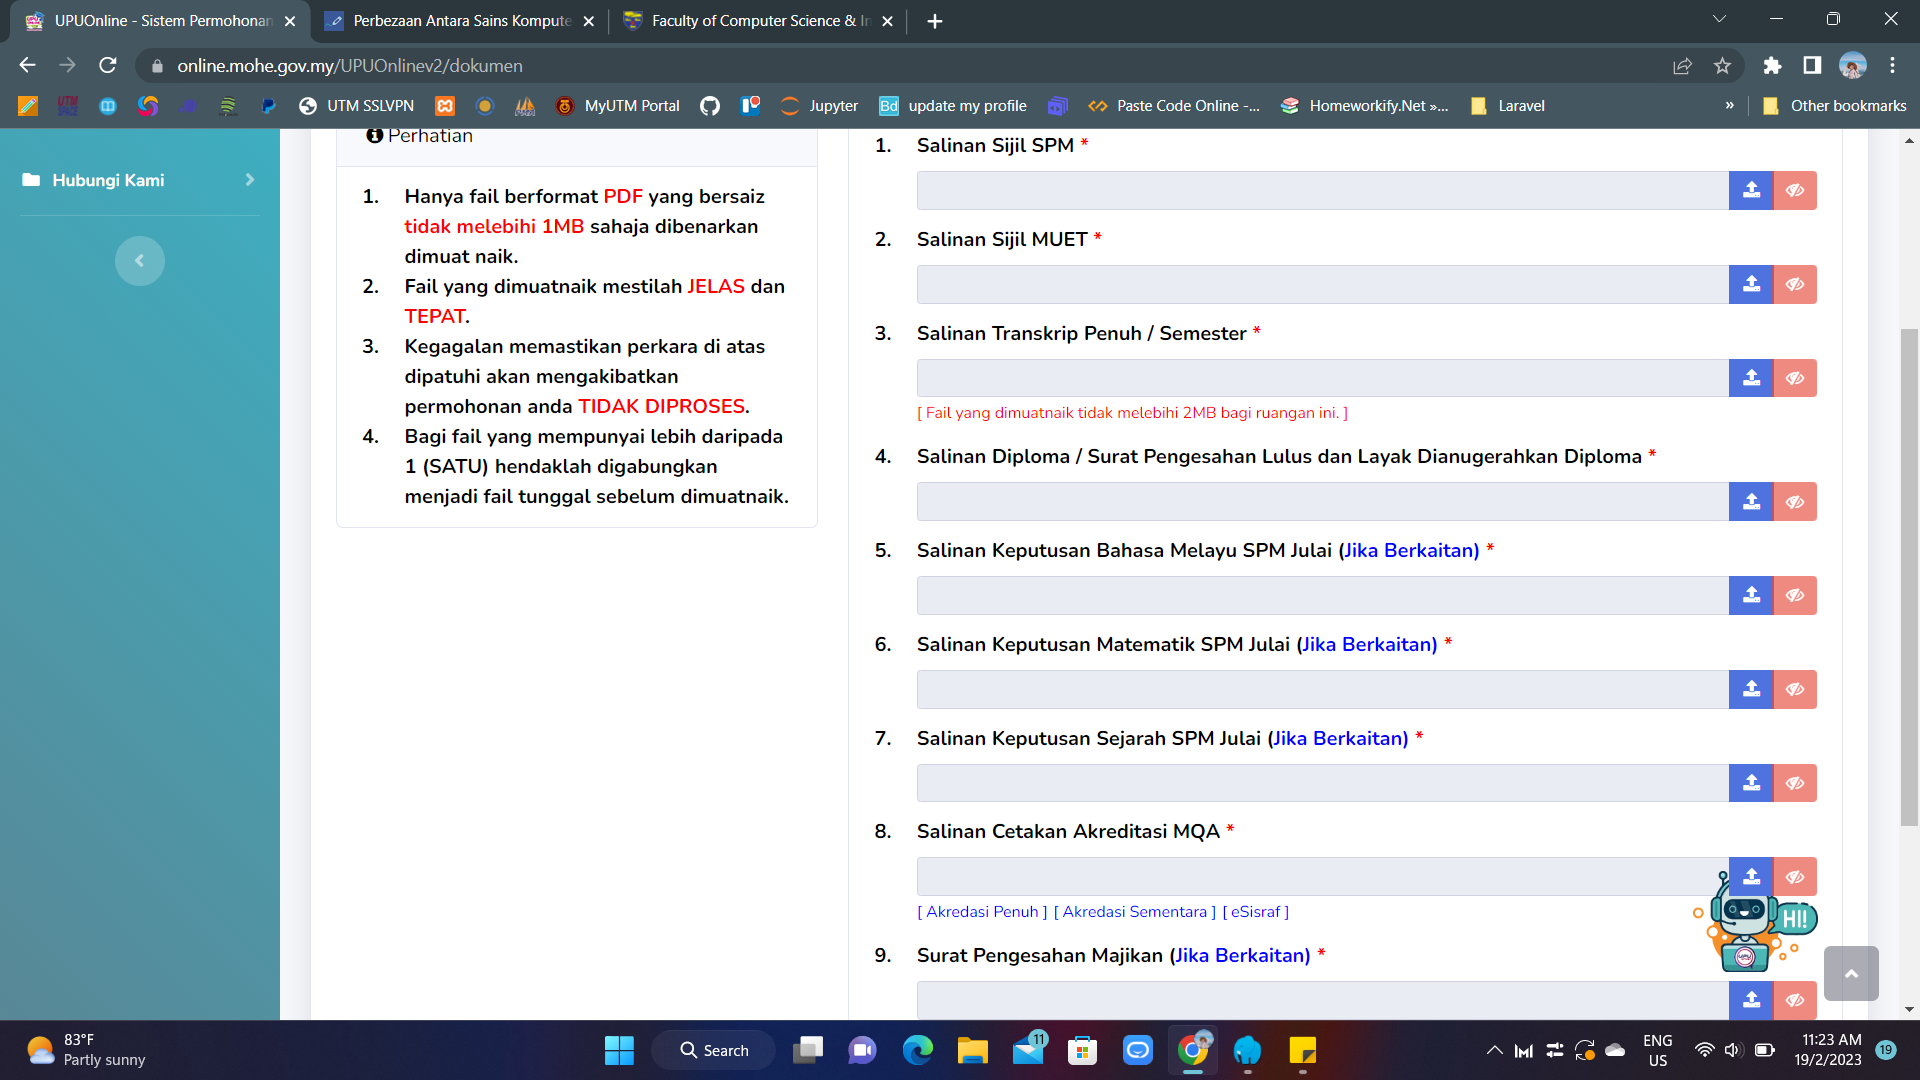 UPUOnline - Sistem Permohonan
Perbezaan Antara Sains Kompute
Faculty of Computer Science & In
online.mohe.gov.my/UPUOnlinev2/dokumen
UTM SSLVPN
MyUTM Portal
Jupyter
Bd update my profile
Paste Code Online -...
Homeworkify.Net »...
Laravel
»
Other bookmarks
Hubungi Kami
Perhatian
1. Hanya fail berformat PDF yang bersaiz
tidak melebihi 1MB sahaja dibenarkan
dimuat naik.
2. Fail yang dimuatnaik mestilah JELAS dan
TEPAT.
3. Kegagalan memastikan perkara di atas
dipatuhi akan mengakibatkan
permohonan anda TIDAK DIPROSES.
4. Bagi fail yang mempunyai lebih daripada
1 (SATU) hendaklah digabungkan
menjadi fail tunggal sebelum dimuatnaik.
1. Salinan Sijil SPM *
2. Salinan Sijil MUET *
3. Salinan Transkrip Penuh / Semester *
[ Fail yang dimuatnaik tidak melebihi 2MB bagi ruangan ini. ]
4. Salinan Diploma / Surat Pengesahan Lulus dan Layak Dianugerahkan Diploma *
5. Salinan Keputusan Bahasa Melayu SPM Julai (Jika Berkaitan) *
6. Salinan Keputusan Matematik SPM Julai (Jika Berkaitan) *
7. Salinan Keputusan Sejarah SPM Julai (Jika Berkaitan) *
8. Salinan Cetakan Akreditasi MQA *
[ Akredasi Penuh ] [ Akredasi Sementara ] [ eSisraf ]
HI!
9. Surat Pengesahan Majikan (Jika Berkaitan) *
83°F
Partly sunny
Search
11
ENG
US
11:23 AM
19/2/2023
19